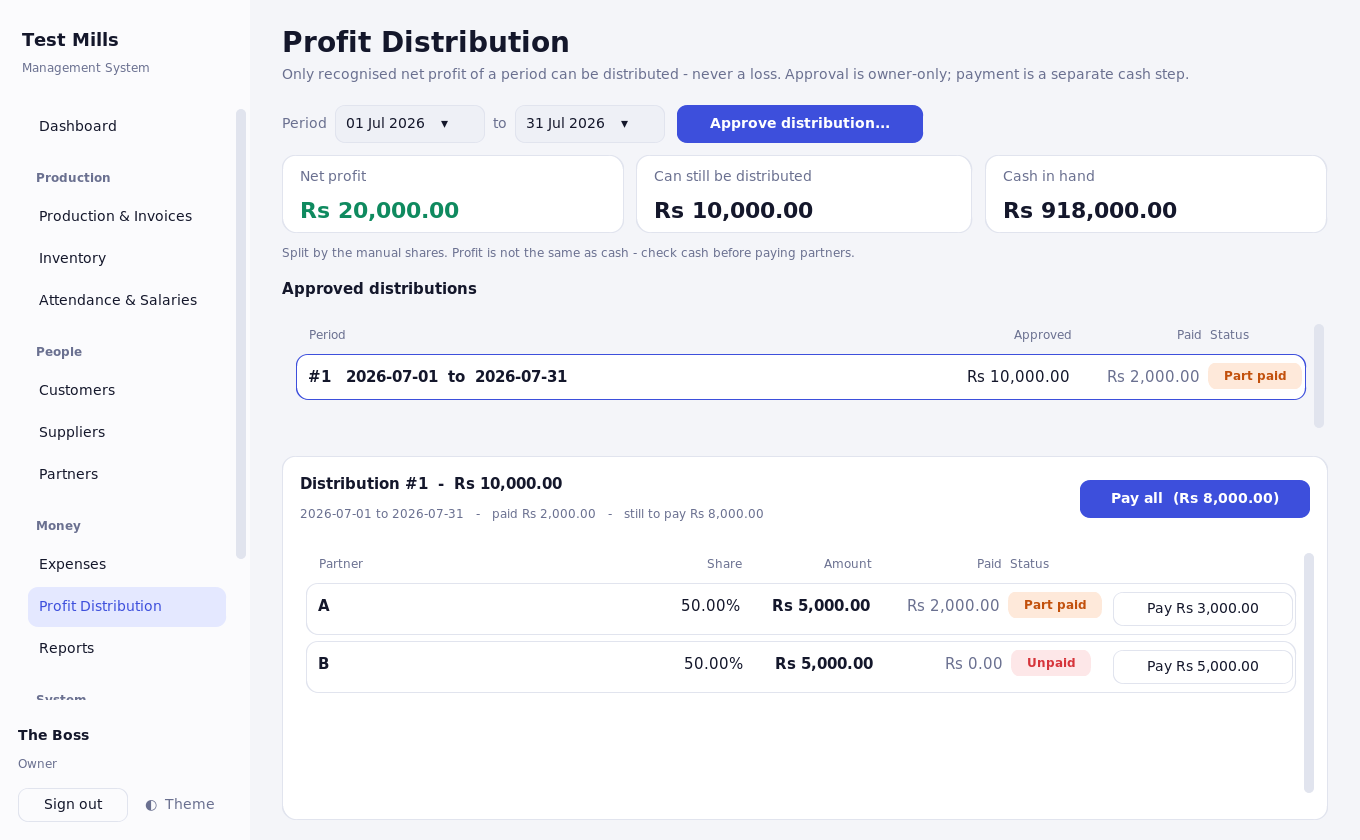 Test Mills
Management System
Dashboard
Production
Production & Invoices
Inventory
Attendance & Salaries
People
Customers
Suppliers
Partners
Money
Expenses
Profit Distribution
Reports
System
The Boss
Owner
Sign out ◐ Theme
Profit Distribution
Only recognised net profit of a period can be distributed - never a loss. Approval is owner-only; payment is a separate cash step.
Period 01 Jul 2026 ▾ to 31 Jul 2026 ▾ Approve distribution...
Net profit Can still be distributed Cash in hand
Rs 20,000.00 Rs 10,000.00 Rs 918,000.00
Split by the manual shares. Profit is not the same as cash - check cash before paying partners.
Approved distributions
Period Approved Paid Status
#1 2026-07-01 to 2026-07-31 Rs 10,000.00 Rs 2,000.00 Part paid
Distribution #1 - Rs 10,000.00 Pay all (Rs 8,000.00)
2026-07-01 to 2026-07-31 - paid Rs 2,000.00 - still to pay Rs 8,000.00
Partner Share Amount Paid Status
A 50.00% Rs 5,000.00 Rs 2,000.00 Part paid Pay Rs 3,000.00
B 50.00% Rs 5,000.00 Rs 0.00 Unpaid Pay Rs 5,000.00